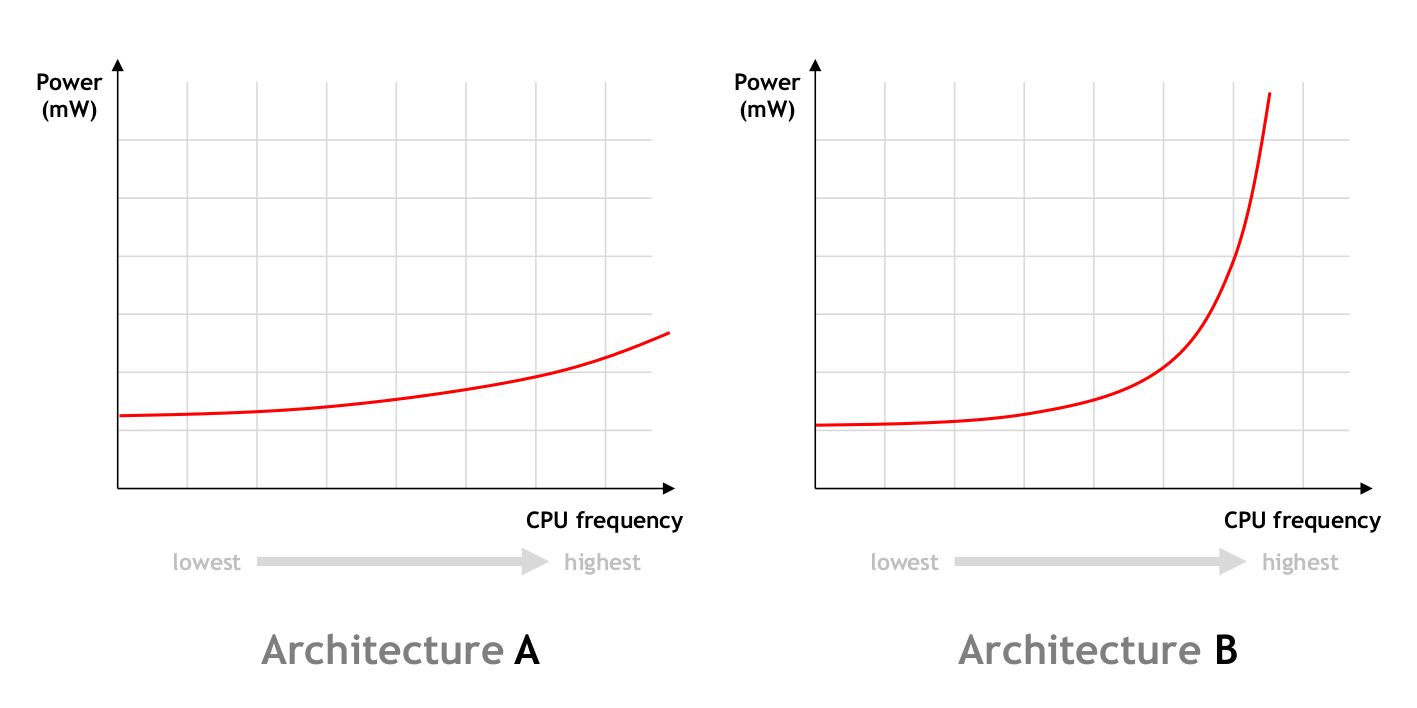 Power
(mW)
CPU frequency
lowest
highest
Architecture A
Power
(mW)
CPU frequency
lowest
highest
Architecture B